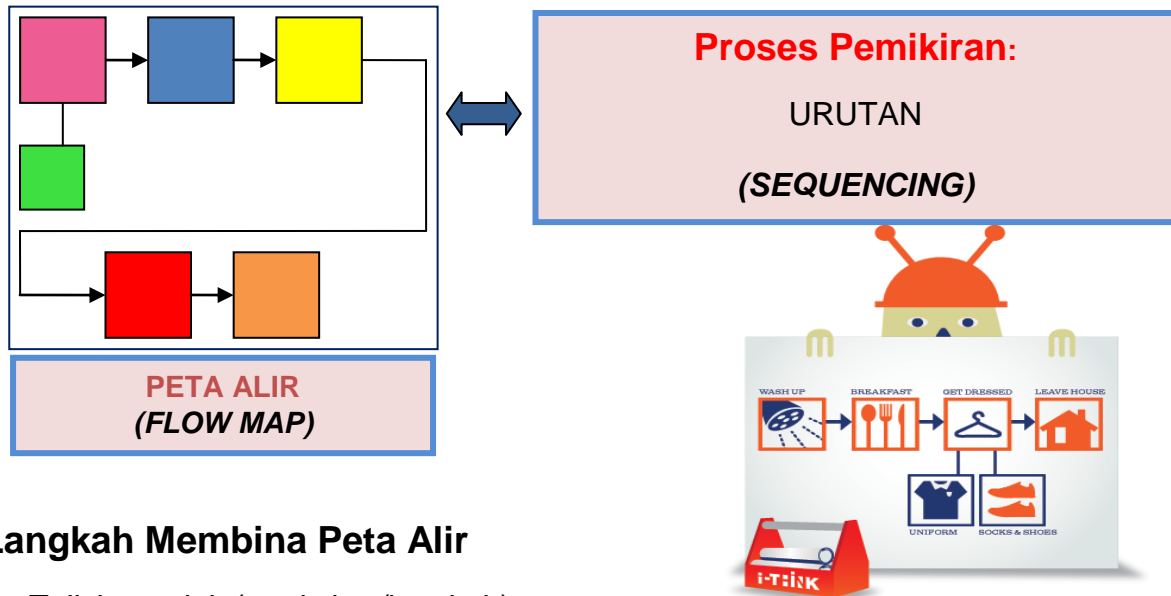 Proses Pemikiran:
URUTAN
(SEQUENCING)
PETA ALIR
(FLOW MAP)
WASH UP
BREAKFAST
GET DRESSED
LEAVE HOUSE
UNIFORM
SOCKS & SHOES
i-THiNK
Langkah Membina Peta Alir